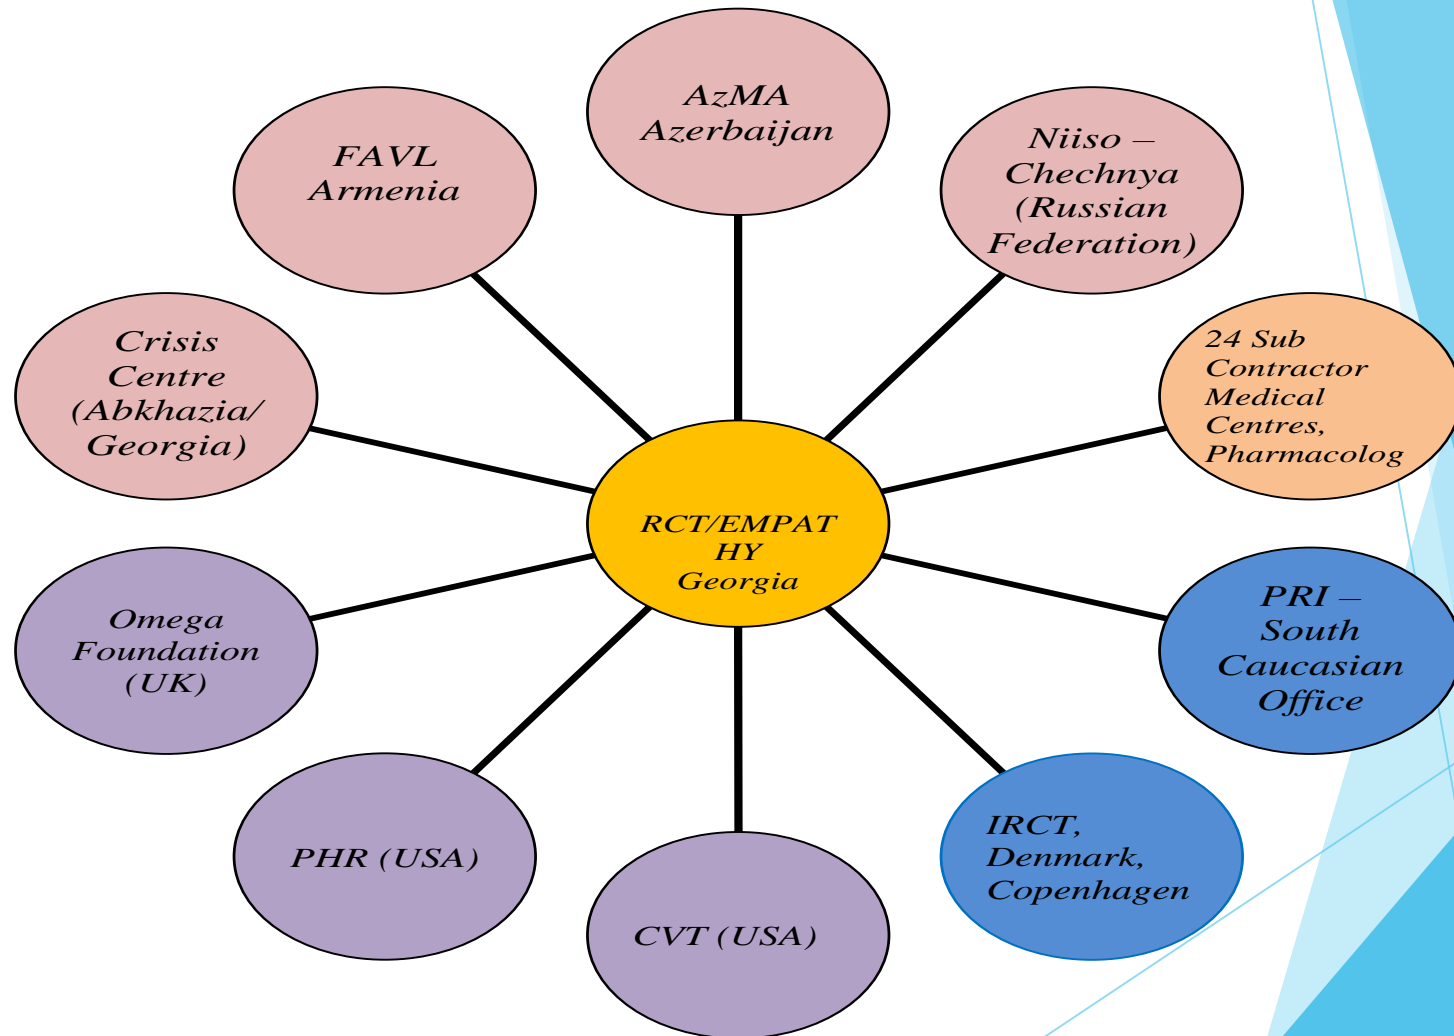 AzMA
Azerbaijan
Niiso –
Chechnya
(Russian
Federation)
24 Sub
Contractor
Medical
Centres,
Pharmacolog
PRI –
South
Caucasian
Office
IRCT,
Denmark,
Copenhagen
CVT (USA)
PHR (USA)
Omega
Foundation
(UK)
Crisis
Centre
(Abkhazia/
Georgia)
FAVL
Armenia
RCT/EMPAT
HY
Georgia